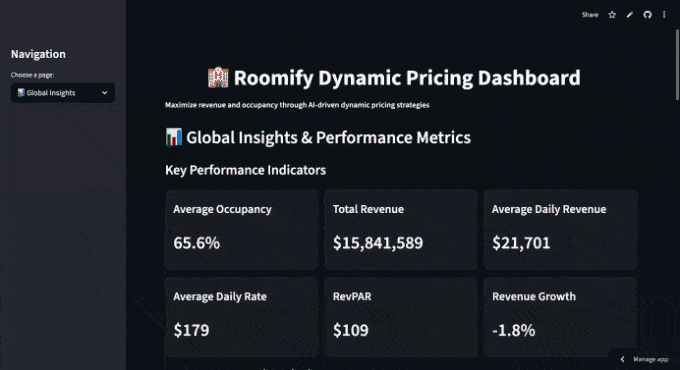 Share
Navigation
Choose a page:
📊 Global Insights
🏨 Roomify Dynamic Pricing Dashboard
Maximize revenue and occupancy through AI-driven dynamic pricing strategies
📊 Global Insights & Performance Metrics
Key Performance Indicators
Average Occupancy
65.6%
Total Revenue
$15,841,589
Average Daily Revenue
$21,701
Average Daily Rate
$179
RevPAR
$109
Revenue Growth
-1.8%
Manage app